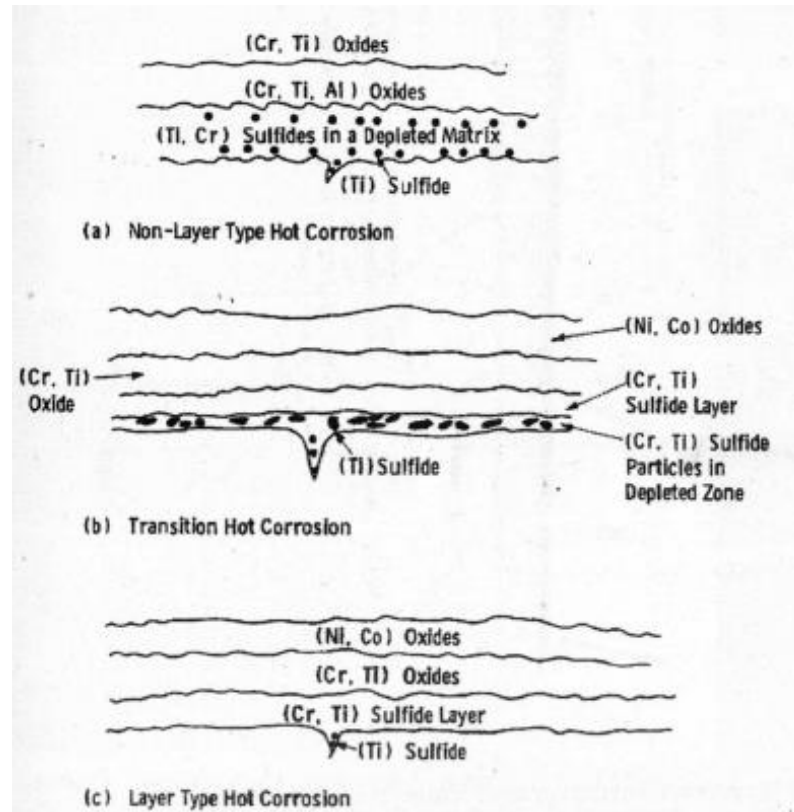 (Cr, Ti) Oxides
(Cr, Ti, Al) Oxides
(Ti, Cr) Sulfides in a Depleted Matrix
(Ti) Sulfide
(a) Non-Layer Type Hot Corrosion
(Ni, Co) Oxides
(Cr, Ti)
Oxide
(Cr, Ti)
Sulfide Layer
(Ti) Sulfide
(Cr, Ti) Sulfide
Particles in
Depleted Zone
(b) Transition Hot Corrosion
(Ni, Co) Oxides
(Cr, Ti) Oxides
(Cr, Ti) Sulfide Layer
(Ti) Sulfide
(c) Layer Type Hot Corrosion